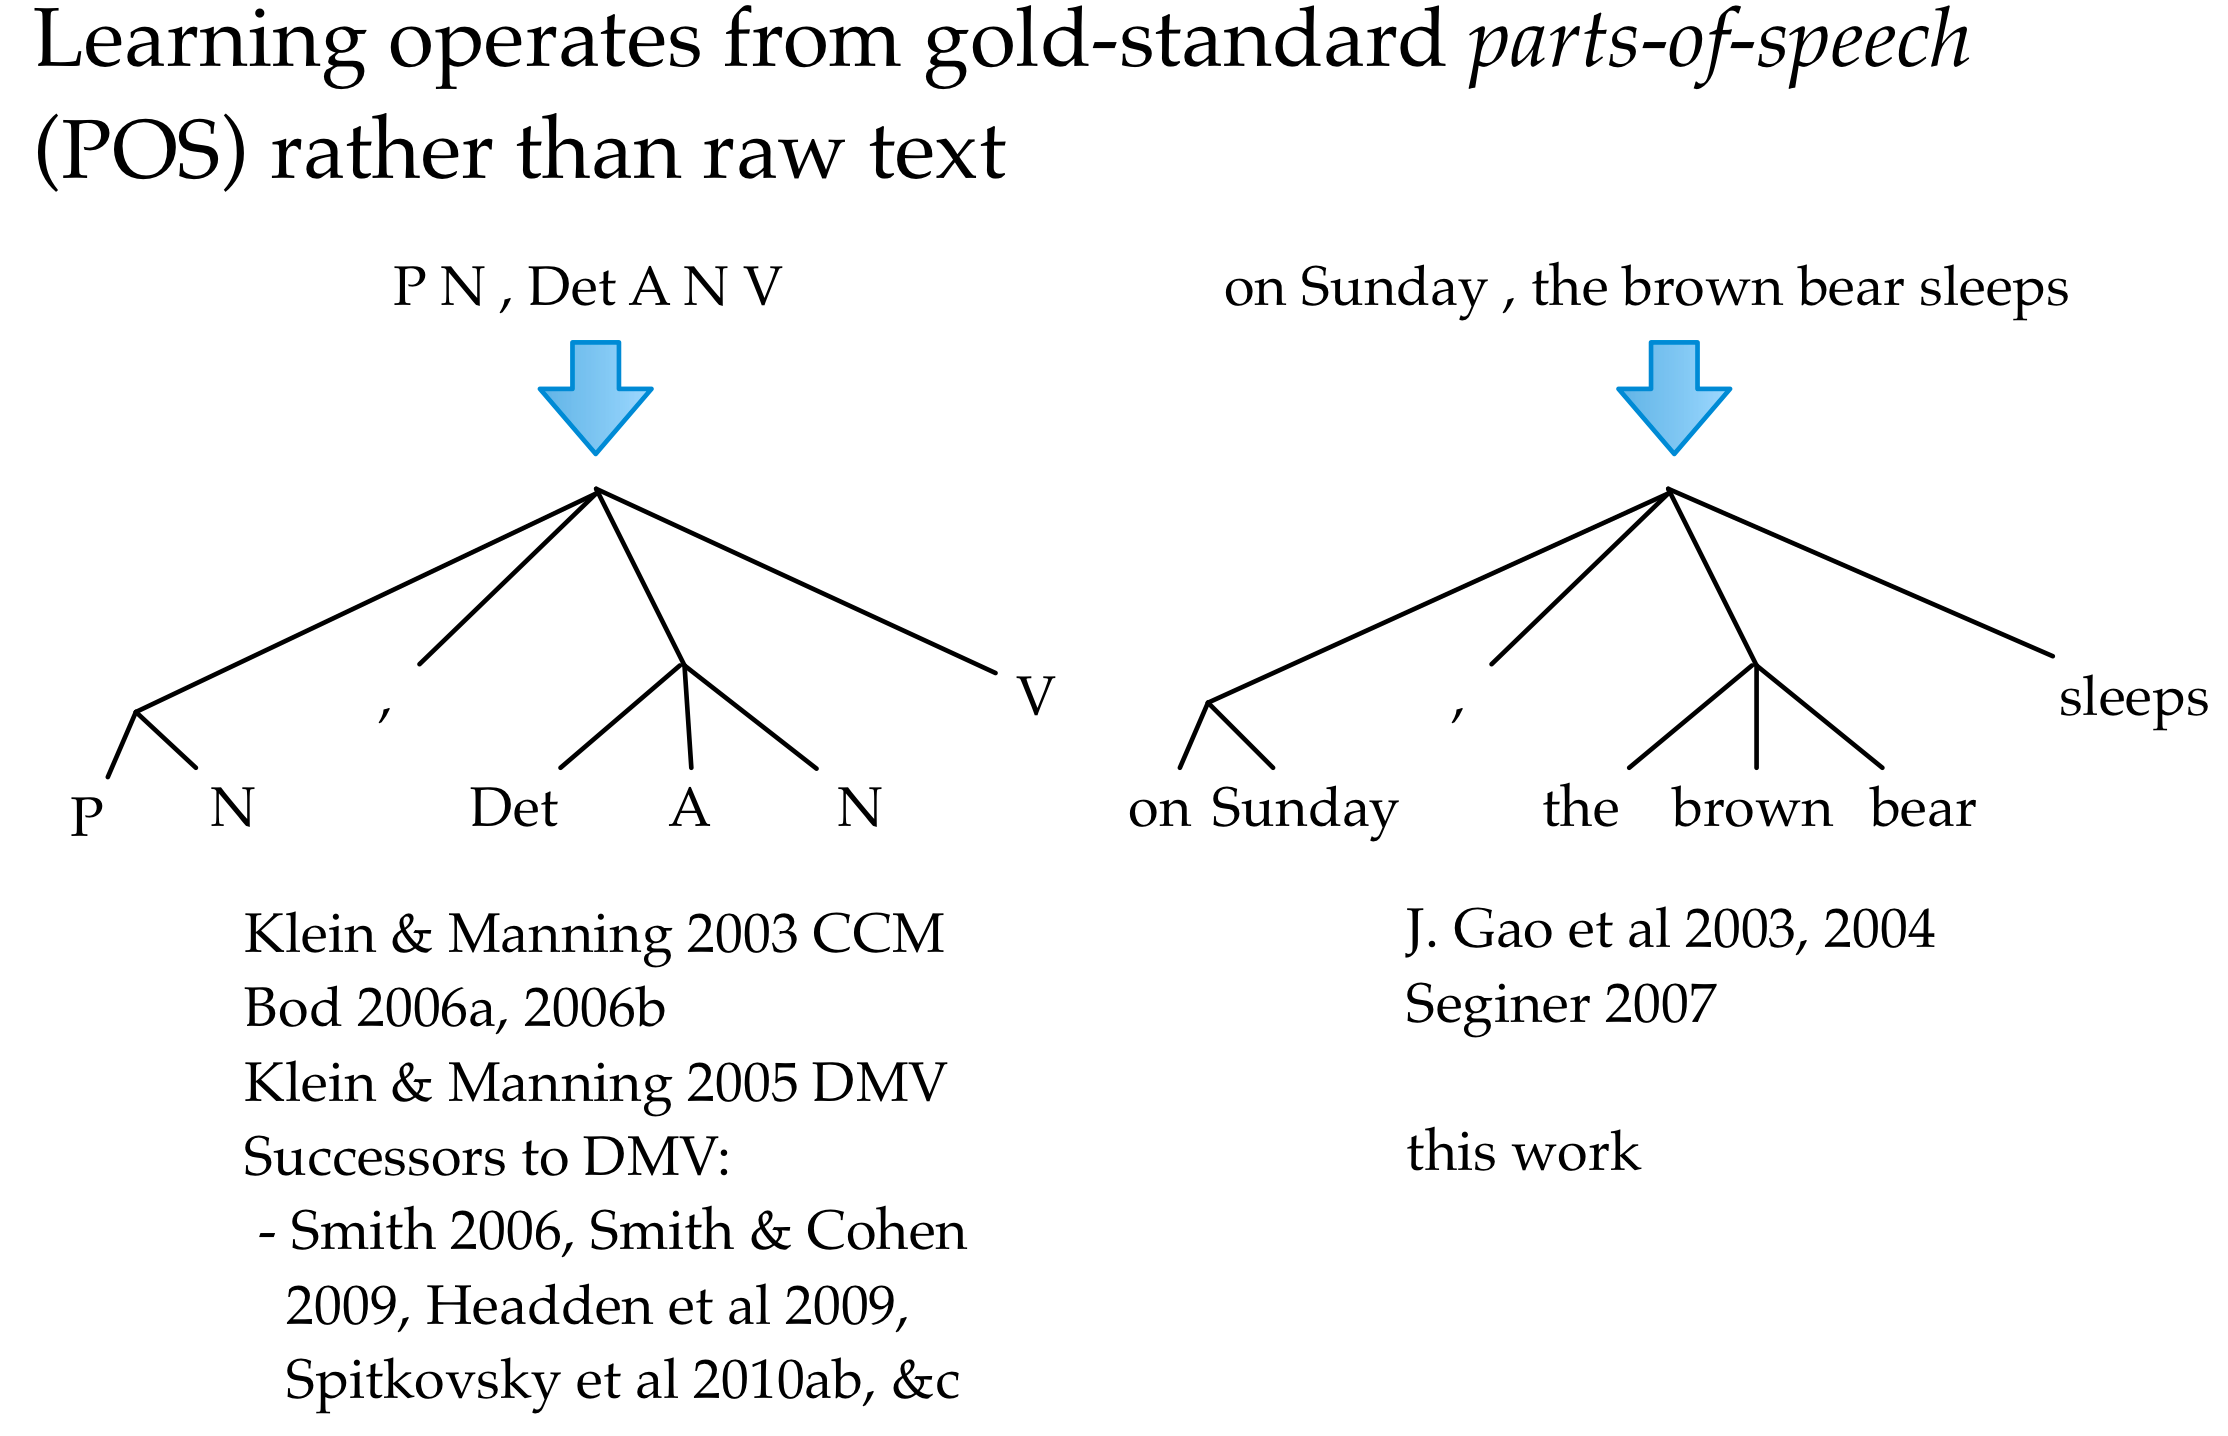 Learning operates from gold-standard parts-of-speech
(POS) rather than raw text
P N , Det A N V
,
V
P
N
Det
A
N
Klein & Manning 2003 CCM
Bod 2006a, 2006b
Klein & Manning 2005 DMV
Successors to DMV:
- Smith 2006, Smith & Cohen
2009, Headden et al 2009,
Spitkovsky et al 2010ab, &c
on Sunday , the brown bear sleeps
,
sleeps
on Sunday
the
brown
bear
J. Gao et al 2003, 2004
Seginer 2007
this work